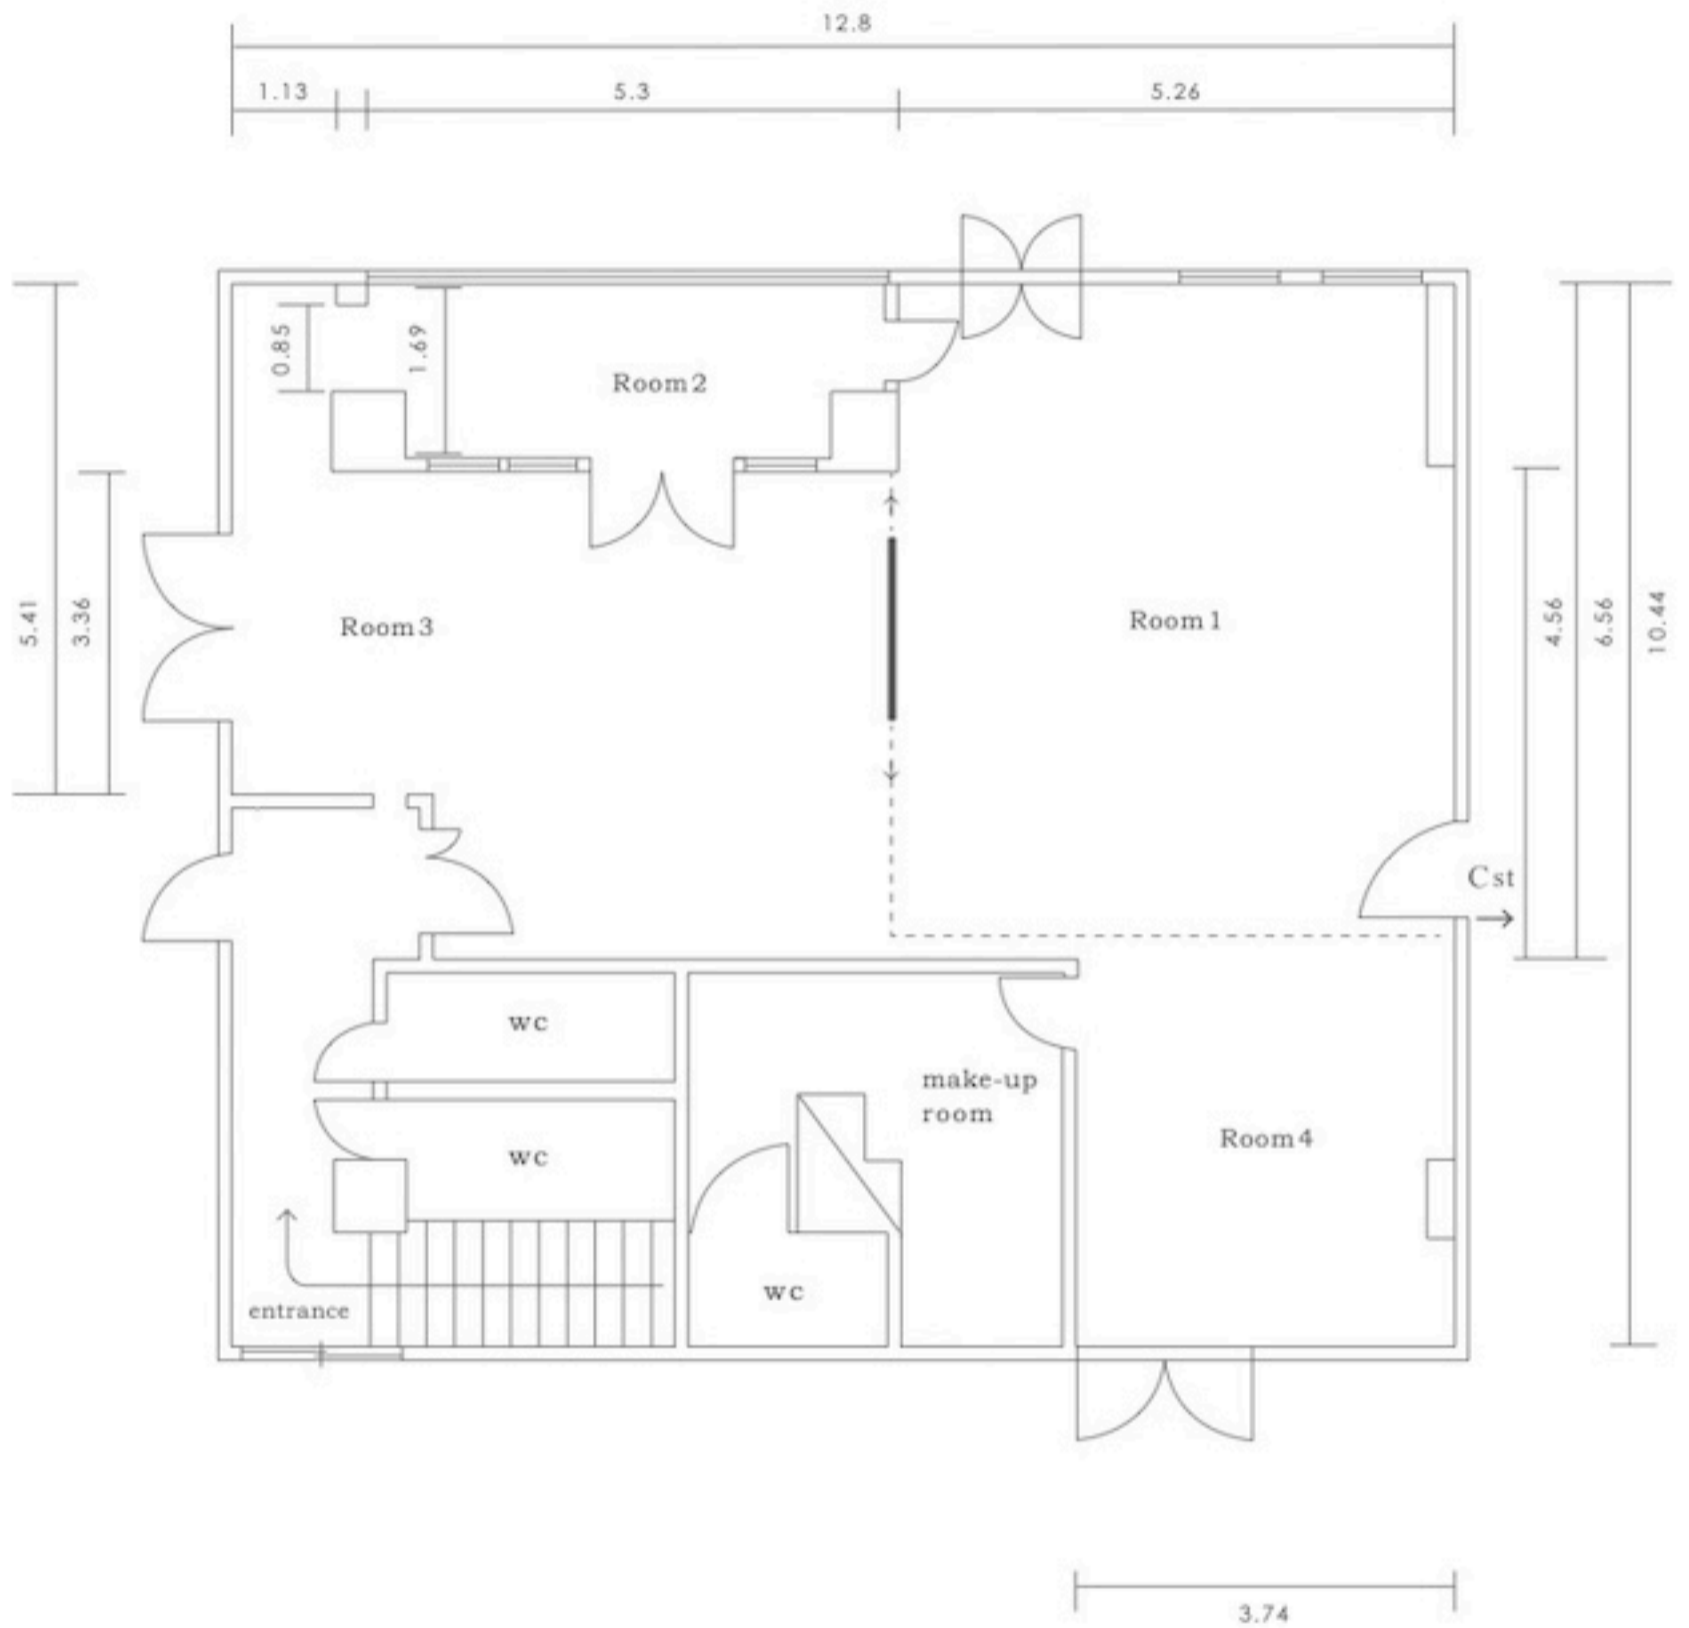 12.8
1.13
5.3
5.26
0.85
1.69
Room2
5.41
3.36
Room3
Room1
4.56
6.56
10.44
Cst
wc
make-up
room
wc
Room4
wc
entrance
3.74